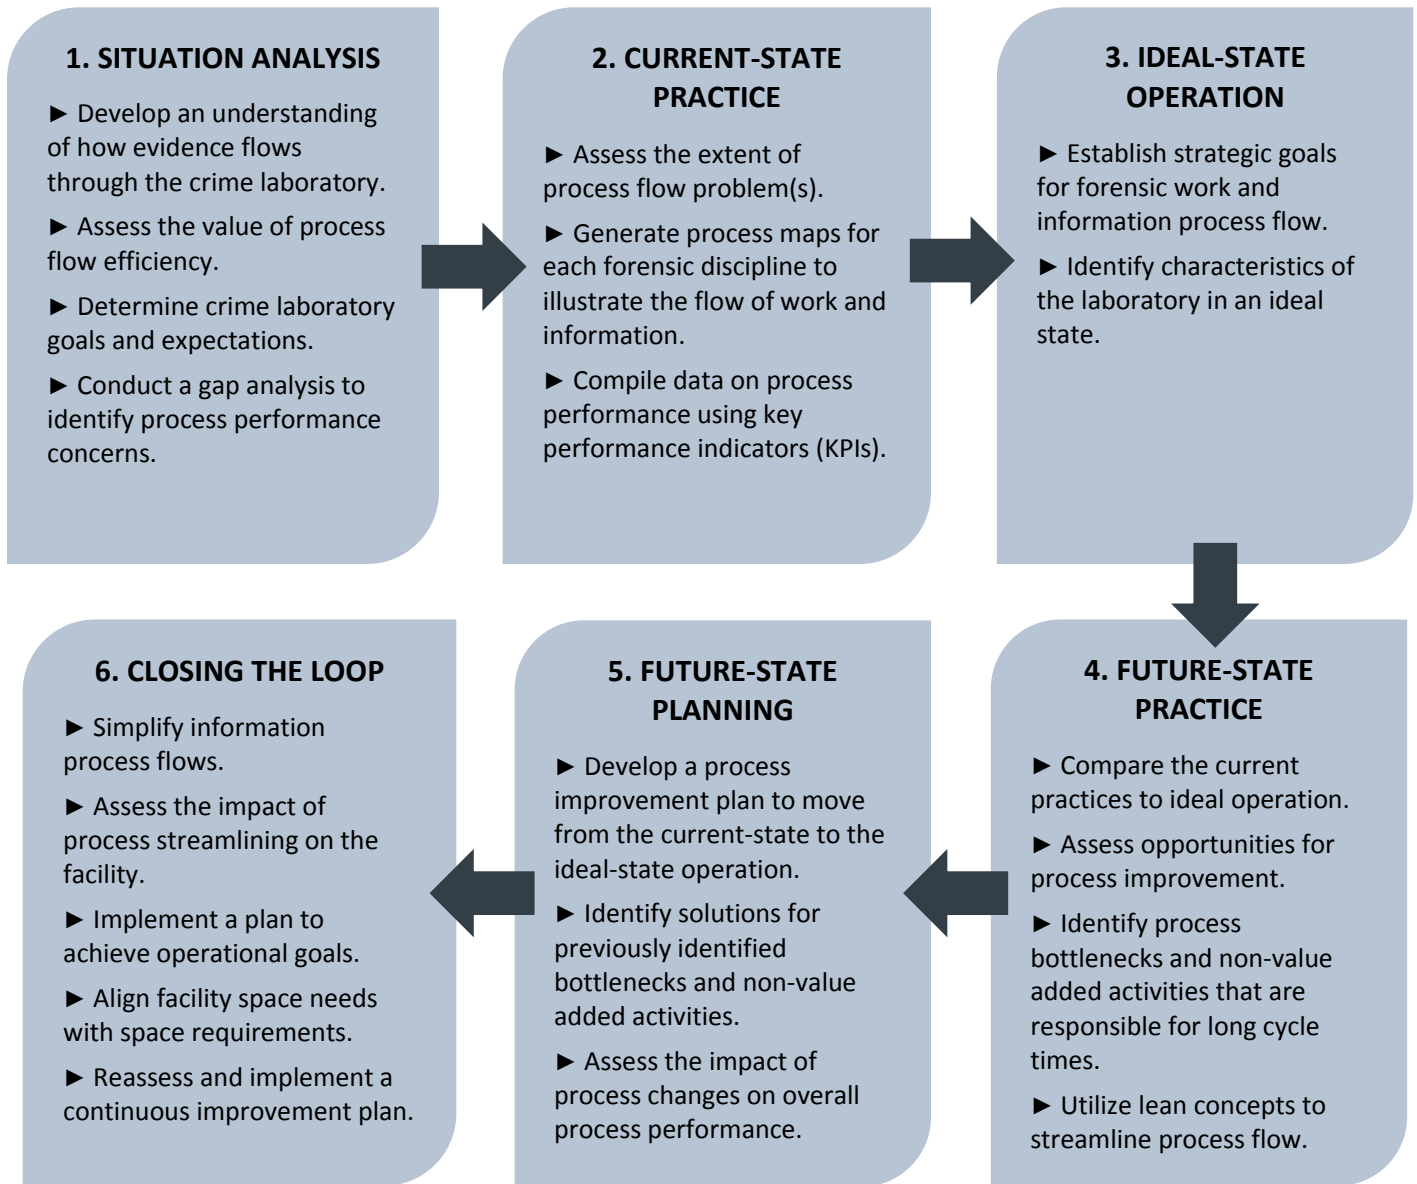 1. SITUATION ANALYSIS
► Develop an understanding
of how evidence flows
through the crime laboratory.
► Assess the value of process
flow efficiency.
► Determine crime laboratory
goals and expectations.
► Conduct a gap analysis to
identify process performance
concerns.
2. CURRENT-STATE
PRACTICE
► Assess the extent of
process flow problem(s).
► Generate process maps for
each forensic discipline to
illustrate the flow of work and
information.
► Compile data on process
performance using key
performance indicators (KPIs).
3. IDEAL-STATE
OPERATION
► Establish strategic goals
for forensic work and
information process flow.
► Identify characteristics of
the laboratory in an ideal
state.
4. FUTURE-STATE
PRACTICE
► Compare the current
practices to ideal operation.
► Assess opportunities for
process improvement.
► Identify process
bottlenecks and non-value
added activities that are
responsible for long cycle
times.
► Utilize lean concepts to
streamline process flow.
5. FUTURE-STATE
PLANNING
► Develop a process
improvement plan to move
from the current-state to the
ideal-state operation.
► Identify solutions for
previously identified
bottlenecks and non-value
added activities.
► Assess the impact of
process changes on overall
process performance.
6. CLOSING THE LOOP
► Simplify information
process flows.
► Assess the impact of
process streamlining on the
facility.
► Implement a plan to
achieve operational goals.
► Align facility space needs
with space requirements.
► Reassess and implement a
continuous improvement plan.